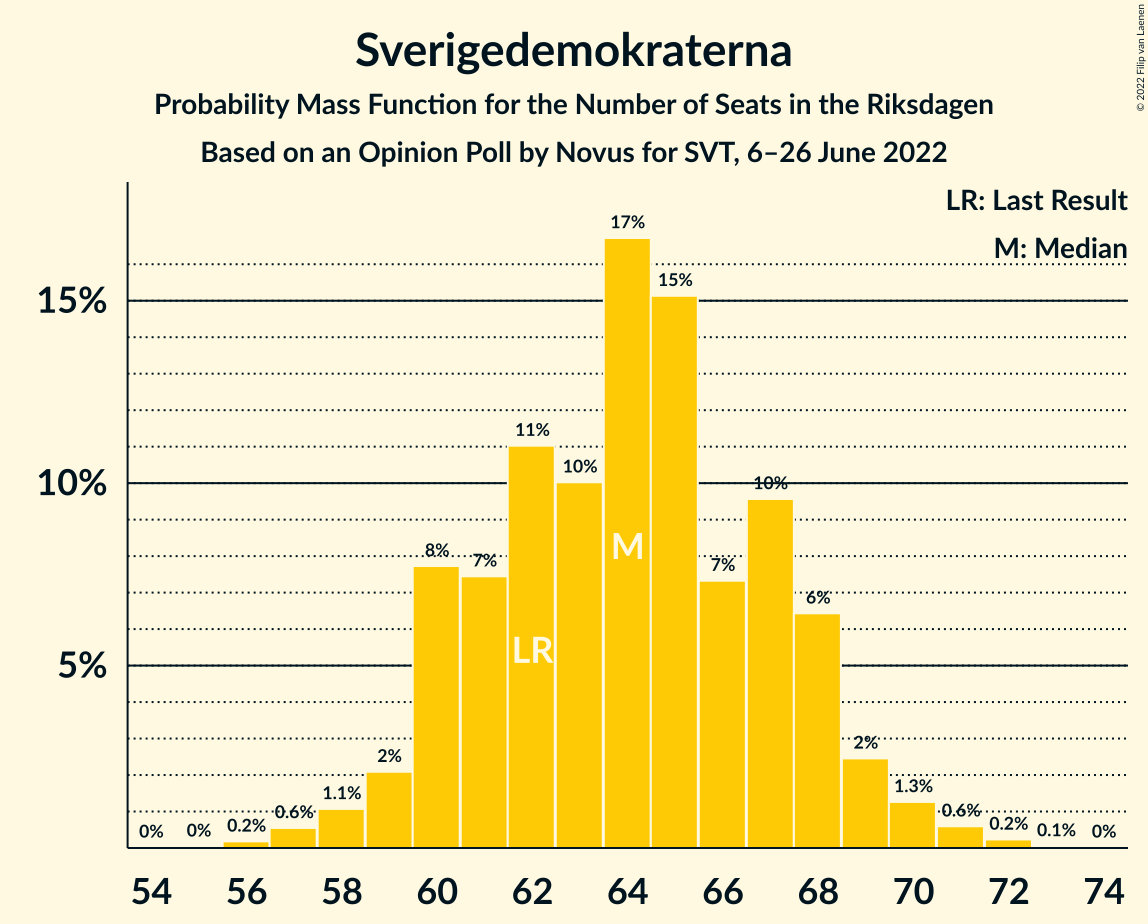 Sverigedemokraterna
Probability Mass Function for the Number of Seats in the Riksdagen
Based on an Opinion Poll by Novus for SVT, 6–26 June 2022
© 2022 Filip van Laenen
LR: Last Result
M: Median
15%
10%
5%
0%
0%
0.2%
0.6%
1.1%
2%
8%
7%
11%
10%
17%
15%
7%
10%
6%
2%
1.3%
0.6%
0.2%
0.1%
0%
LR
M
54 56 58 60 62 64 66 68 70 72 74